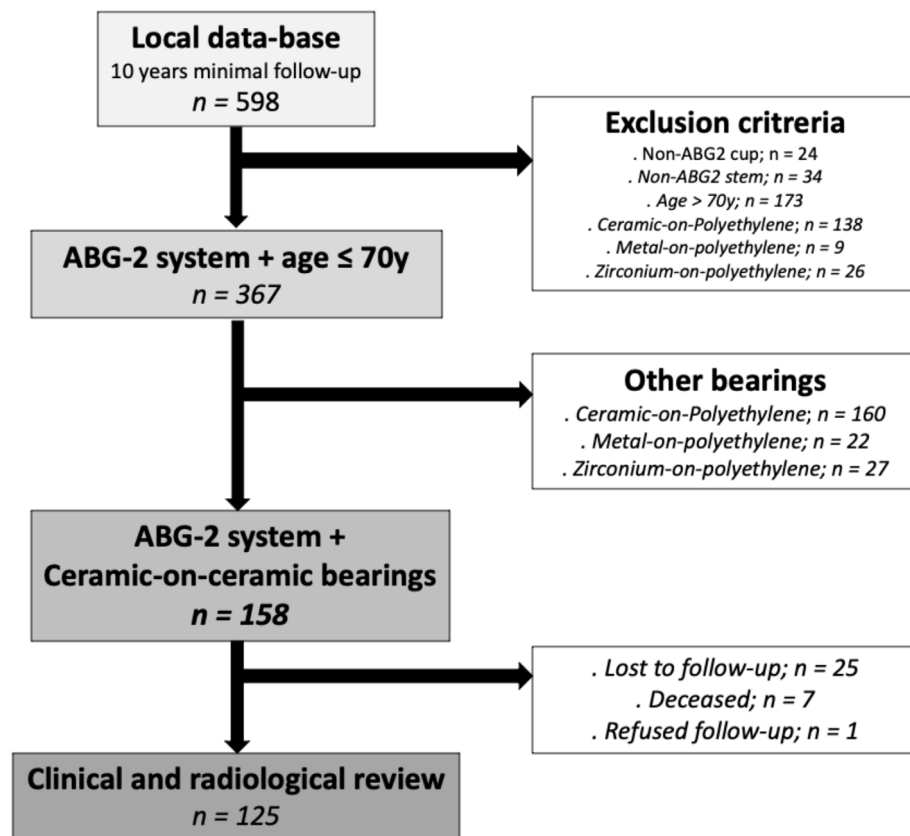 Local data-base
10 years minimal follow-up
n = 598
Exclusion critreria
. Non-ABG2 cup; n = 24
. Non-ABG2 stem; n = 34
. Age > 70y; n = 173
. Ceramic-on-Polyethylene; n = 138
. Metal-on-polyethylene; n = 9
. Zirconium-on-polyethylene; n = 26
ABG-2 system + age ≤ 70y
n = 367
Other bearings
. Ceramic-on-Polyethylene; n = 160
. Metal-on-polyethylene; n = 22
. Zirconium-on-polyethylene; n = 27
ABG-2 system +
Ceramic-on-ceramic bearings
n = 158
. Lost to follow-up; n = 25
. Deceased; n = 7
. Refused follow-up; n = 1
Clinical and radiological review
n = 125